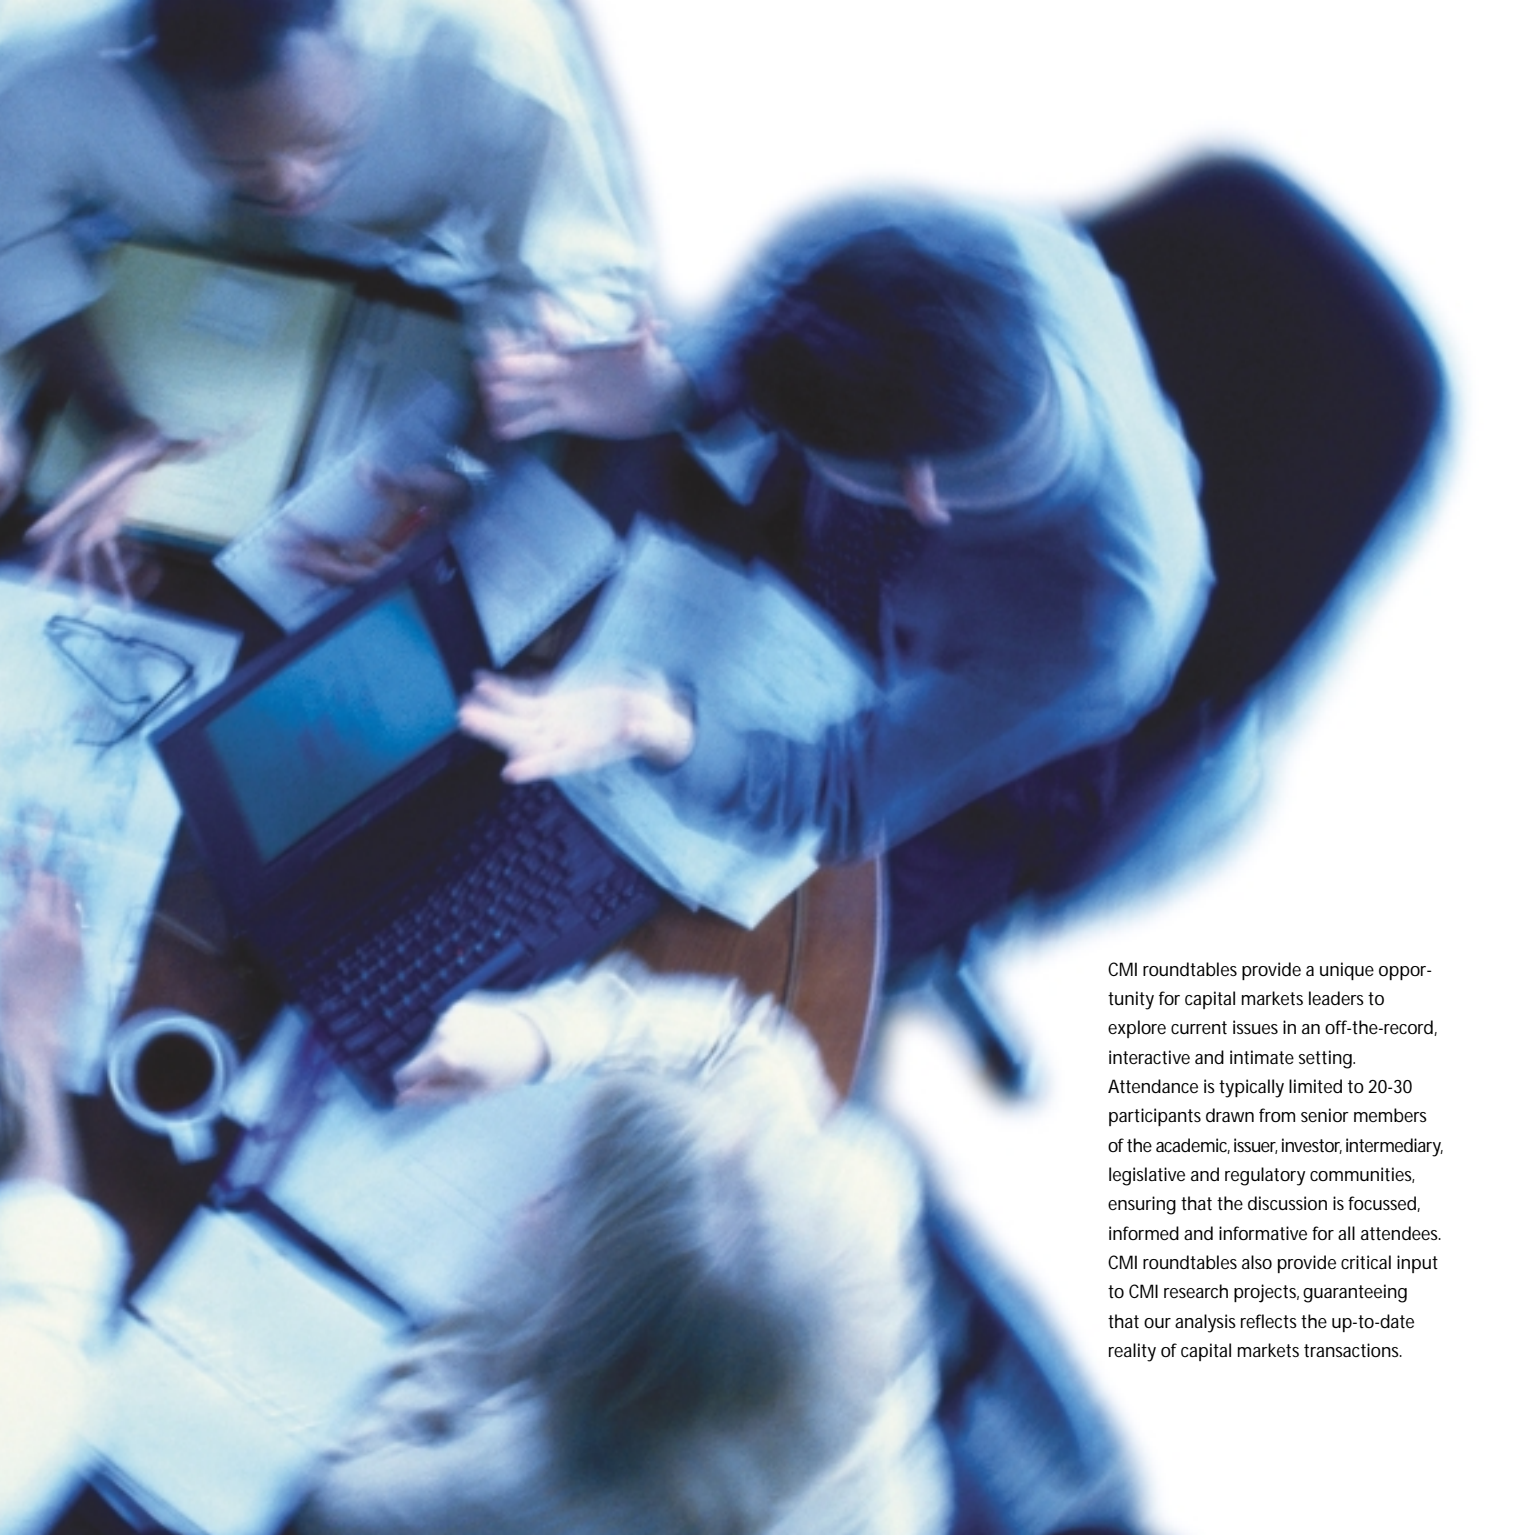 CMI roundtables provide a unique oppor-
tunity for capital markets leaders to
explore current issues in an off-the-record,
interactive and intimate setting.
Attendance is typically limited to 20-30
participants drawn from senior members
of the academic, issuer, investor, intermediary,
legislative and regulatory communities,
ensuring that the discussion is focussed,
informed and informative for all attendees.
CMI roundtables also provide critical input
to CMI research projects, guaranteeing
that our analysis reflects the up-to-date
reality of capital markets transactions.